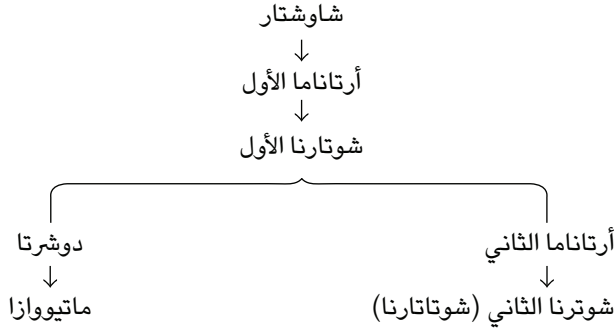 شاوشتار
أرتاناما الأول
شوتارنا الأول
أرتاناما الثاني دوشرتا
شوترنا الثاني (شوتاتارنا) ماتيووازا